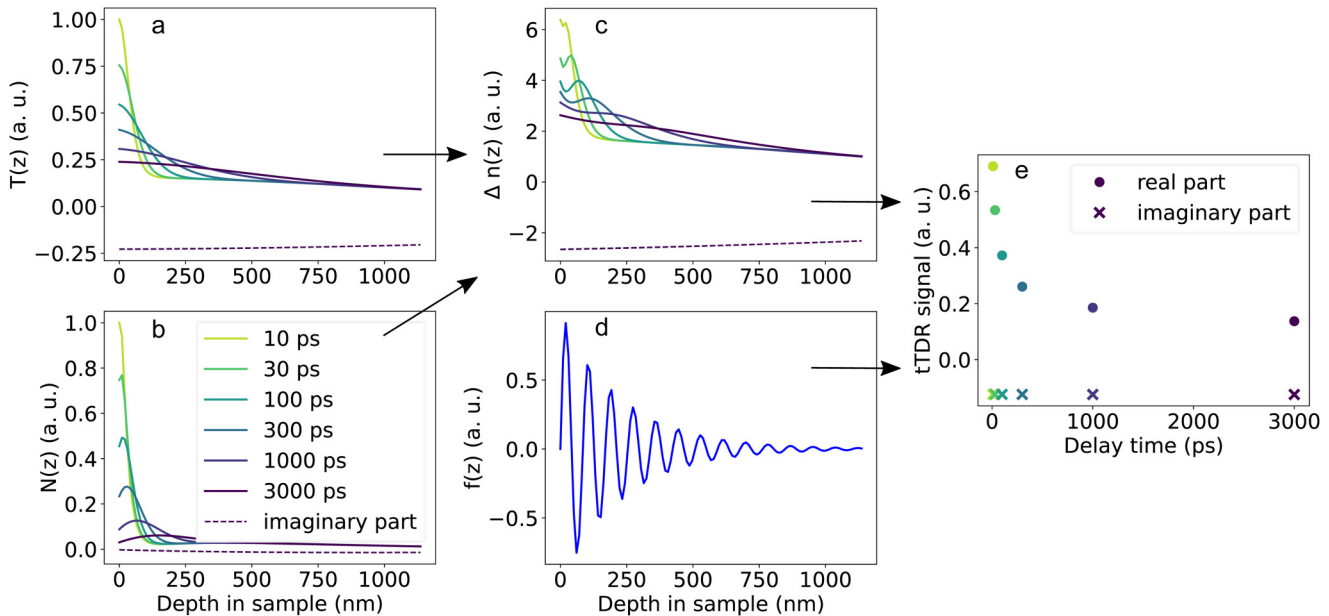 a
T(z) (a. u.)
1.00
0.75
0.50
0.25
0.00
−0.25
0 250 500 750 1000
b
N(z) (a. u.)
1.0
0.8
0.6
0.4
0.2
0.0
10 ps
30 ps
100 ps
300 ps
1000 ps
3000 ps
imaginary part
0 250 500 750 1000
Depth in sample (nm)
c
Δ n(z) (a. u.)
6
4
2
0
−2
0 250 500 750 1000
d
f(z) (a. u.)
0.5
0.0
−0.5
0 250 500 750 1000
Depth in sample (nm)
e
tTDR signal (a. u.)
0.6
0.4
0.2
0.0
real part
imaginary part
0 1000 2000 3000
Delay time (ps)